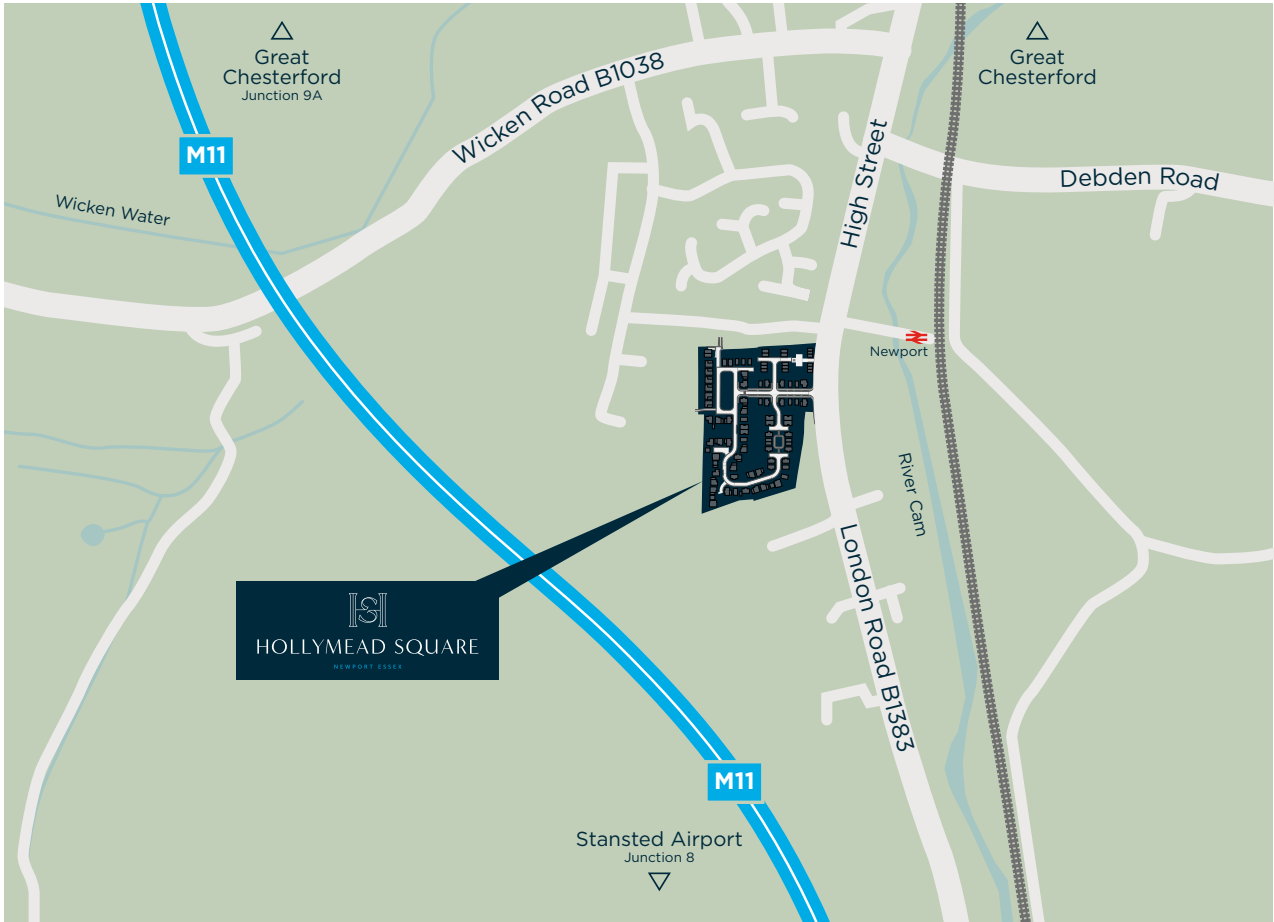 Great
Chesterford
Junction 9A
Great
Chesterford
Wicken Road B1038
M11
High Street
Debden Road
Wicken Water
Newport
River Cam
HSH
HOLLYMEAD SQUARE
NEWPORT ESSEX
London Road B1383
M11
Stansted Airport
Junction 8